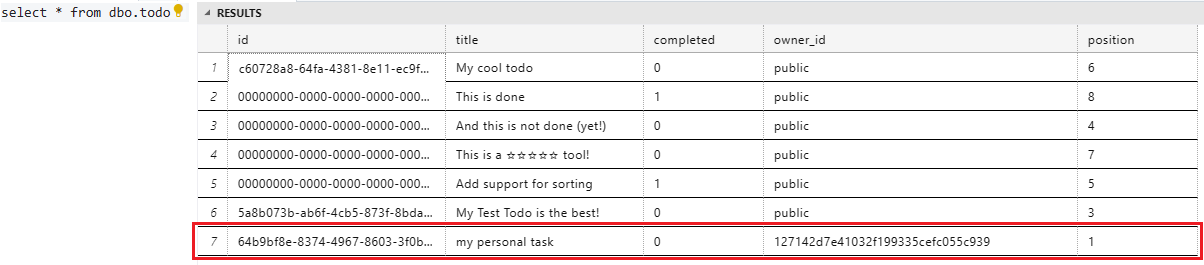 select * from dbo.todo
RESULTS
id title completed owner_id position
1 c60728a8-64fa-4381-8e11-ec9f... My cool todo 0 public 6
2 00000000-0000-0000-0000-000... This is done 1 public 8
3 00000000-0000-0000-0000-000... And this is not done (yet!) 0 public 4
4 00000000-0000-0000-0000-000... This is a ☆☆☆☆☆ tool! 0 public 7
5 00000000-0000-0000-0000-000... Add support for sorting 1 public 5
6 5a8b073b-ab6f-4cb5-873f-8bda... My Test Todo is the best! 0 public 3
7 64b9bf8e-8374-4967-8603-3f0b... my personal task 0 127142d7e41032f199335cefc055c939 1